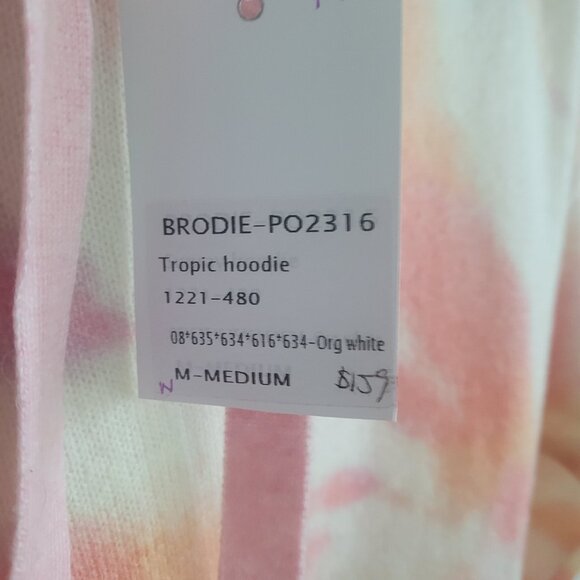 BRODIE-PO2316
Tropic hoodie
1221-480
08*635*634*616*634-Org white
M-MEDIUM $159